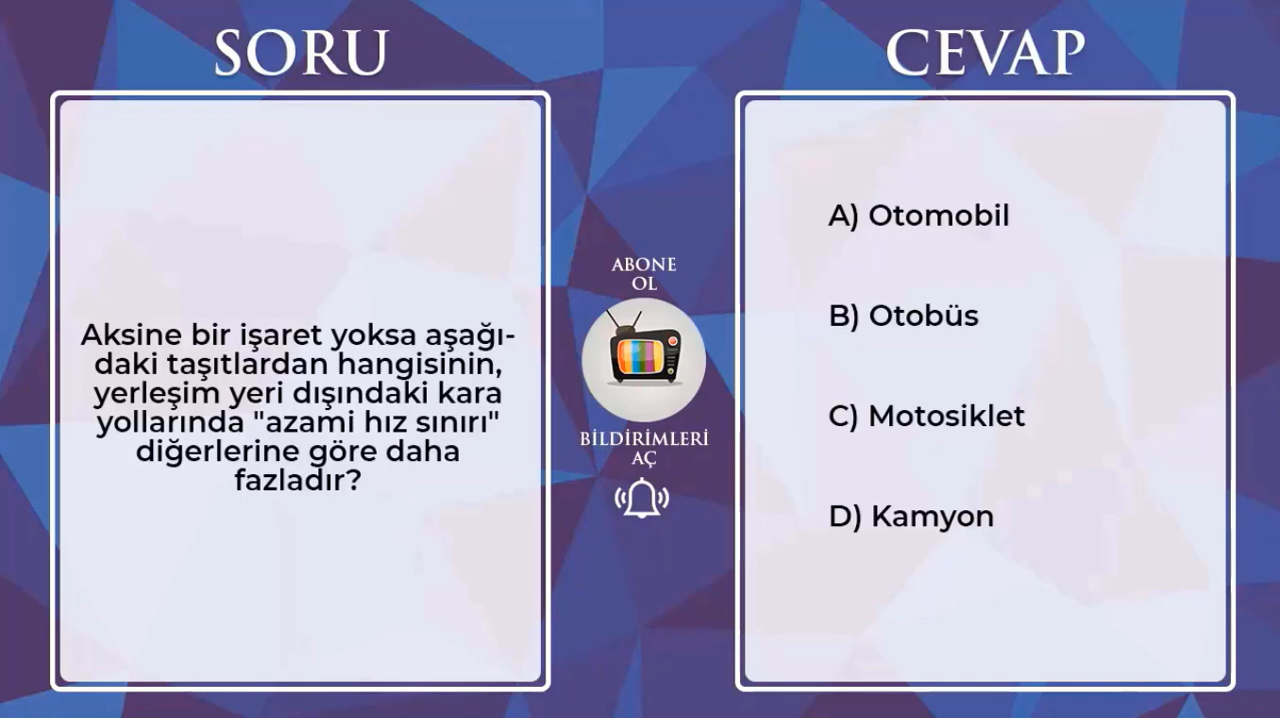 SORU
Aksine bir işaret yoksa aşağı-
daki taşıtlardan hangisinin,
yerleşim yeri dışındaki kara
yollarında "azami hız sınırı"
diğerlerine göre daha
fazladır?
ABONE
OL
BİLDİRİMLERİ
AÇ
CEVAP
A) Otomobil
B) Otobüs
C) Motosiklet
D) Kamyon